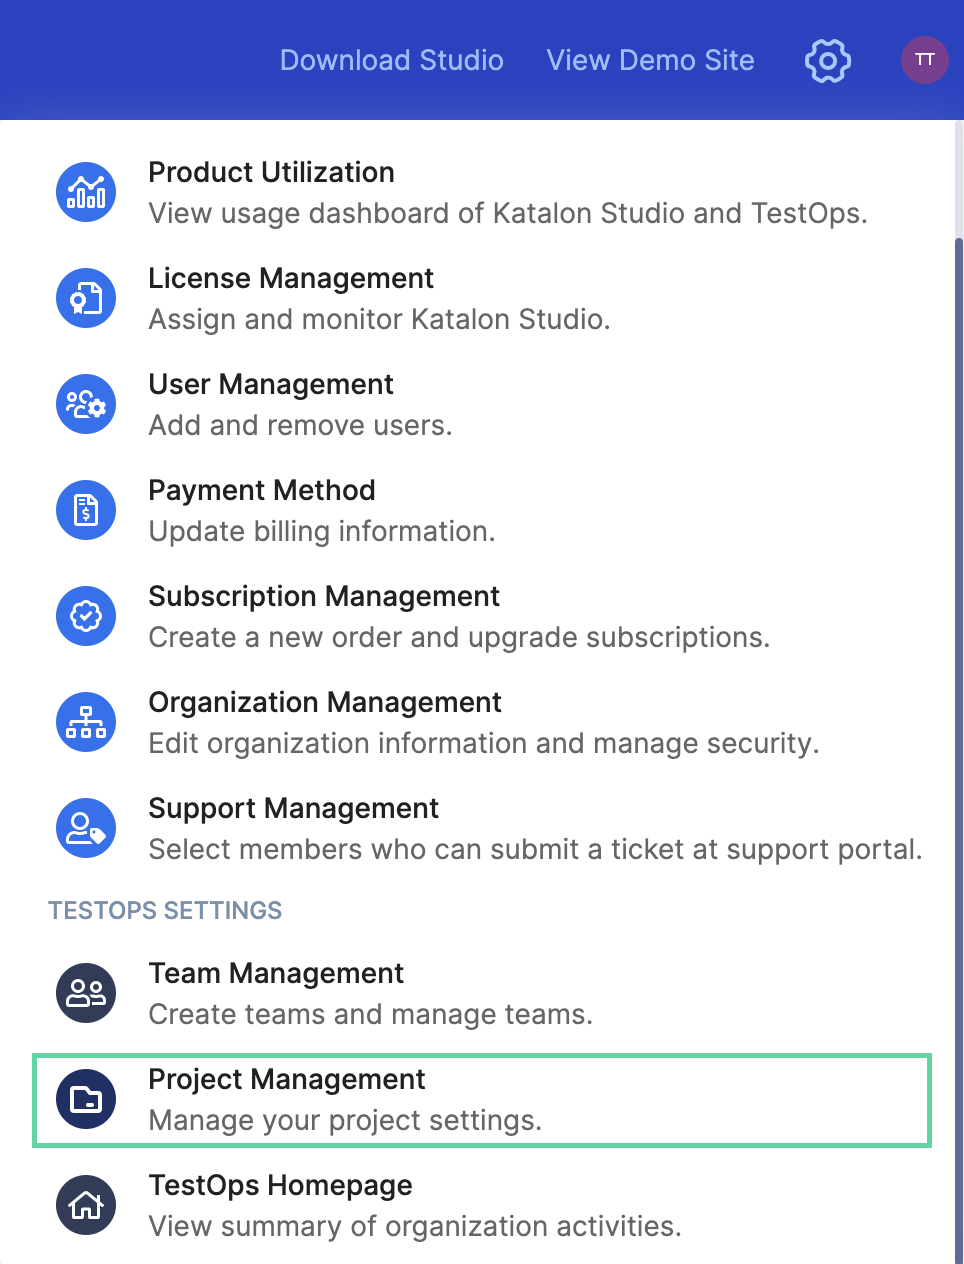 Download Studio View Demo Site TT
Product Utilization
View usage dashboard of Katalon Studio and TestOps.
License Management
Assign and monitor Katalon Studio.
User Management
Add and remove users.
Payment Method
Update billing information.
Subscription Management
Create a new order and upgrade subscriptions.
Organization Management
Edit organization information and manage security.
Support Management
Select members who can submit a ticket at support portal.
TESTOPS SETTINGS
Team Management
Create teams and manage teams.
Project Management
Manage your project settings.
TestOps Homepage
View summary of organization activities.